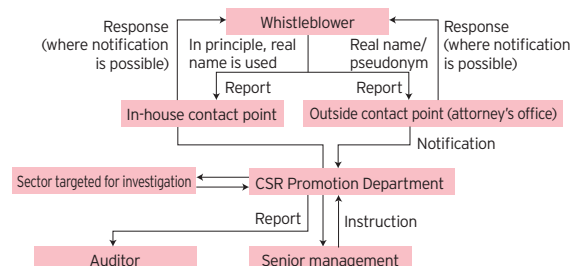 Whistleblower
Response
(where notification
is possible)
In principle, real
name is used
Real name/
pseudonym
Response
(where notification
is possible)
Report
Report
In-house contact point
Outside contact point (attorney's office)
Notification
Sector targeted for investigation
CSR Promotion Department
Report
Instruction
Auditor
Senior management